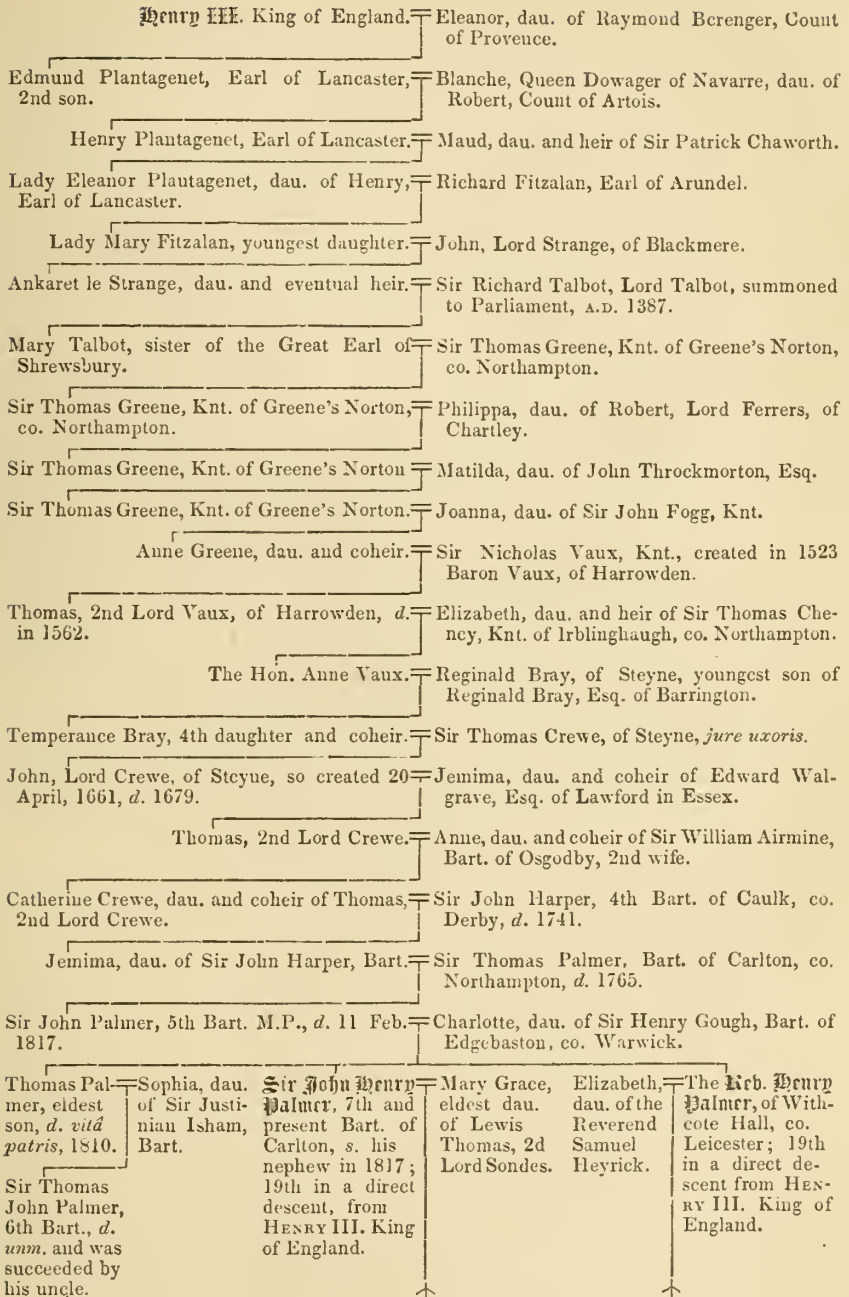 Henry III. King of England. Eleanor, dau. of Raymond Berenger, Count
of Provence.
Edmund Plantagenet, Earl of Lancaster, Blanche, Queen Dowager of Navarre, dau. of
2nd son. Robert, Count of Artois.
Henry Plantagenet, Earl of Lancaster. Maud, dau. and heir of Sir Patrick Chaworth.
Lady Eleanor Plantagenet, dau. of Henry, Richard Fitzalan, Earl of Arundel.
Earl of Lancaster.
Lady Mary Fitzalan, youngest daughter. John, Lord Strange, of Blackmere.
Ankaret le Strange, dau. and eventual heir. Sir Richard Talbot, Lord Talbot, summoned
to Parliament, A.D. 1387.
Mary Talbot, sister of the Great Earl of Sir Thomas Greene, Knt. of Greene's Norton,
Shrewsbury. co. Northampton.
Sir Thomas Greene, Knt. of Greene's Norton, Philippa, dau. of Robert, Lord Ferrers, of
co. Northampton. Chartley.
Sir Thomas Greene, Knt. of Greene's Norton Matilda, dau. of John Throckmorton, Esq.
Sir Thomas Greene, Knt. of Greene's Norton. Joanna, dau. of Sir John Fogg, Knt.
Anne Greene, dau. and coheir. Sir Nicholas Vaux, Knt., created in 1523
Baron Vaux, of Harrowden.
Thomas, 2nd Lord Vaux, of Harrowden, d. Elizabeth, dau. and heir of Sir Thomas Che-
in 1562. ney, Knt. of Irblinghaugh, co. Northampton.
The Hon. Anne Vaux. Reginald Bray, of Steyne, youngest son of
Reginald Bray, Esq. of Barrington.
Temperance Bray, 4th daughter and coheir. Sir Thomas Crewe, of Steyne, jure uxoris.
John, Lord Crewe, of Steyne, so created 20 Jemima, dau. and coheir of Edward Wal-
April, 1661, d. 1679. grave, Esq. of Lawford in Essex.
Thomas, 2nd Lord Crewe. Anne, dau. and coheir of Sir William Airmine,
Bart. of Osgodby, 2nd wife.
Catherine Crewe, dau. and coheir of Thomas, Sir John Harper, 4th Bart. of Caulk, co.
2nd Lord Crewe. Derby, d. 1741.
Jemima, dau. of Sir John Harper, Bart. Sir Thomas Palmer, Bart. of Carlton, co.
Northampton, d. 1765.
Sir John Palmer, 5th Bart. M.P., d. 11 Feb. Charlotte, dau. of Sir Henry Gough, Bart. of
1817. Edgebaston, co. Warwick.
Thomas Pal-
mer, eldest
son, d. vitâ
patris, 1810.
Sophia, dau.
of Sir Justi-
nian Isham,
Bart.
Sir Thomas
John Palmer,
6th Bart., d.
unm. and was
succeeded by
his uncle.
Sir John Henry
Palmer, 7th and
present Bart. of
Carlton, s. his
nephew in 1817;
19th in a direct
descent, from
HENRY III. King
of England.
Mary Grace,
eldest dau.
of Lewis
Thomas, 2d
Lord Sondes.
Elizabeth,
dau. of the
Reverend
Samuel
Heyrick.
The Reb. Henry
Palmer, of With-
cote Hall, co.
Leicester; 19th
in a direct de-
scent from HEN-
RY III. King of
England.